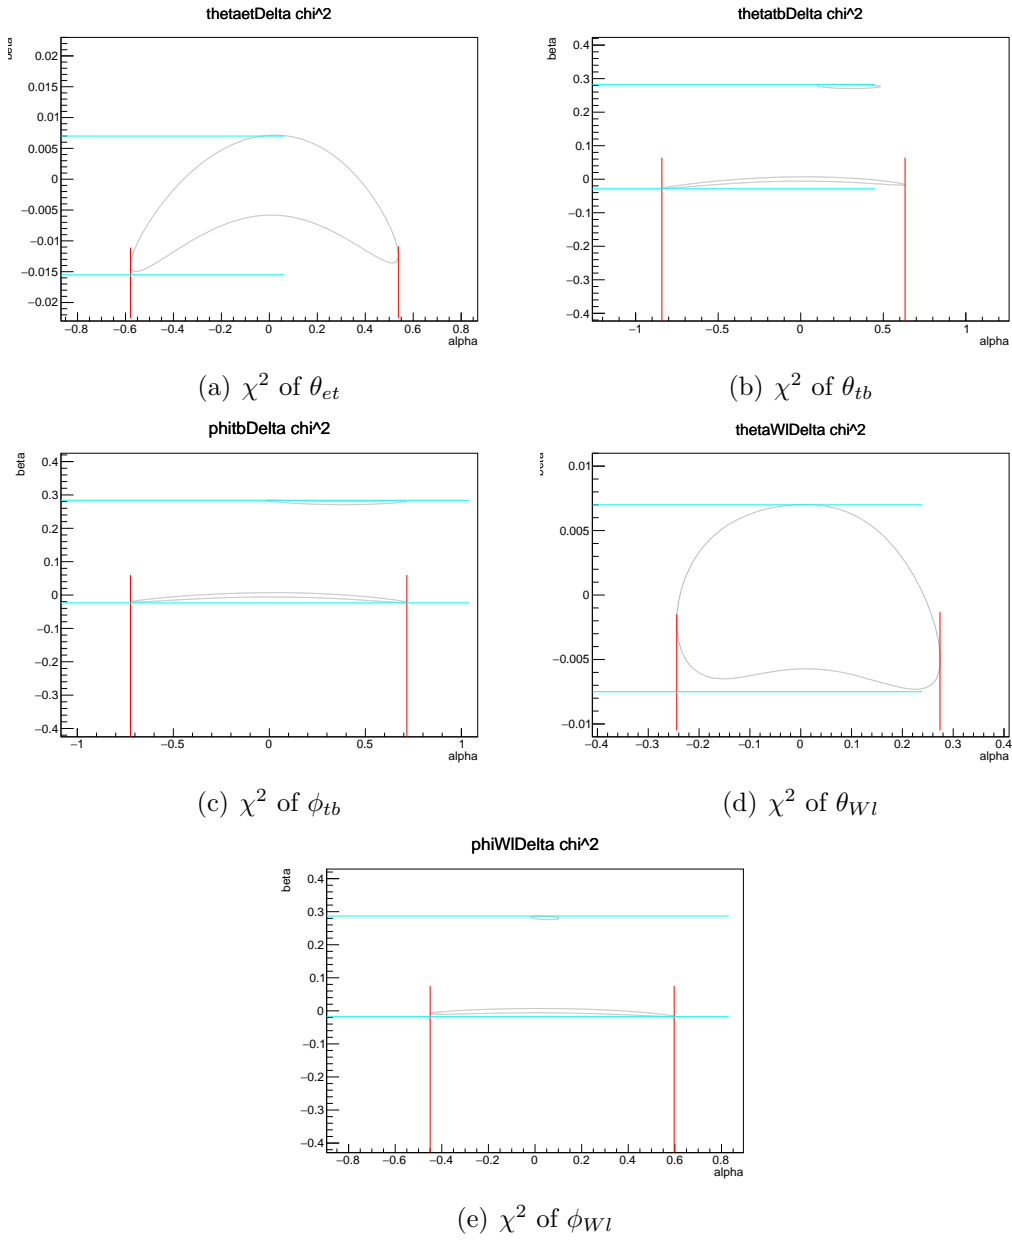 thetaetDelta chi^2
beta
0.02
0.015
0.01
0.005
0
−0.005
−0.01
−0.015
−0.02
−0.8 −0.6 −0.4 −0.2 0 0.2 0.4 0.6 0.8
alpha
(a) χ² of θ_et
thetatbDelta chi^2
beta
0.4
0.3
0.2
0.1
0
−0.1
−0.2
−0.3
−0.4
−1 −0.5 0 0.5 1
alpha
(b) χ² of θ_tb
phitbDelta chi^2
beta
0.4
0.3
0.2
0.1
0
−0.1
−0.2
−0.3
−0.4
−1 −0.5 0 0.5 1
alpha
(c) χ² of ϕ_tb
thetaWlDelta chi^2
beta
0.01
0.005
0
−0.005
−0.01
−0.4 −0.3 −0.2 −0.1 0 0.1 0.2 0.3 0.4
alpha
(d) χ² of θ_Wl
phiWlDelta chi^2
beta
0.4
0.3
0.2
0.1
0
−0.1
−0.2
−0.3
−0.4
−0.8 −0.6 −0.4 −0.2 0 0.2 0.4 0.6 0.8
alpha
(e) χ² of ϕ_Wl